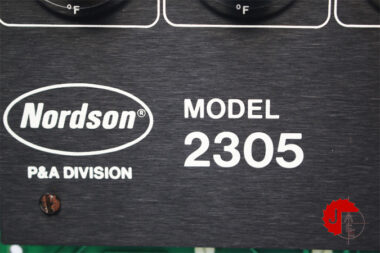 °F
°F
Nordson®
MODEL
2305
P&A DIVISION